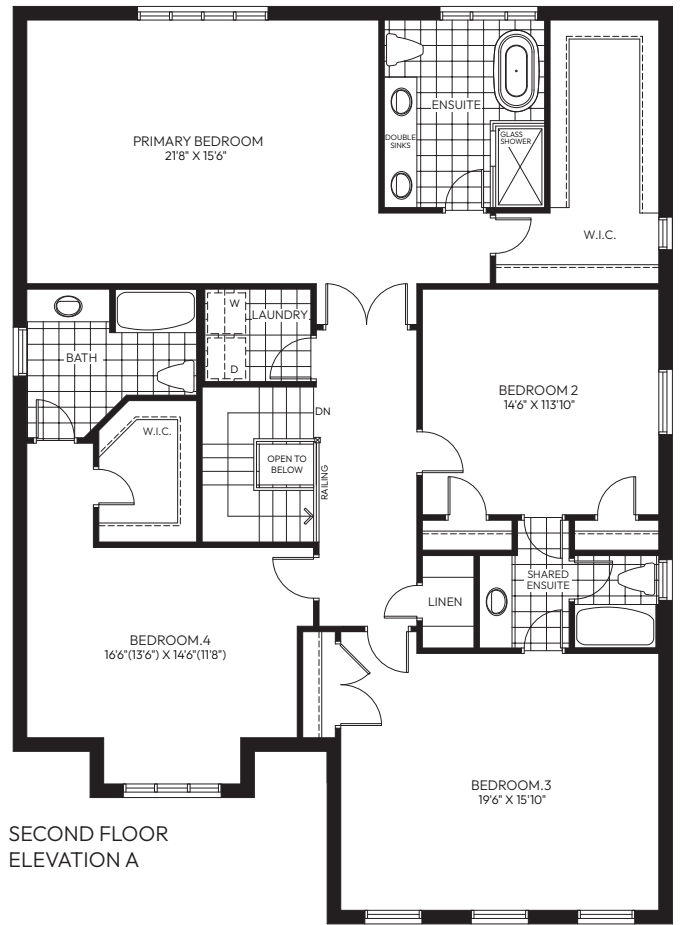 PRIMARY BEDROOM
21'8" X 15'6"
ENSUITE
DOUBLE
SINKS
GLASS
SHOWER
W.I.C.
W
LAUNDRY
D
BATH
W.I.C.
DN
OPEN TO
BELOW
RAILING
BEDROOM 2
14'6" X 113'10"
SHARED
ENSUITE
LINEN
BEDROOM.4
16'6"(13'6") X 14'6"(11'8")
BEDROOM.3
19'6" X 15'10"
SECOND FLOOR
ELEVATION A